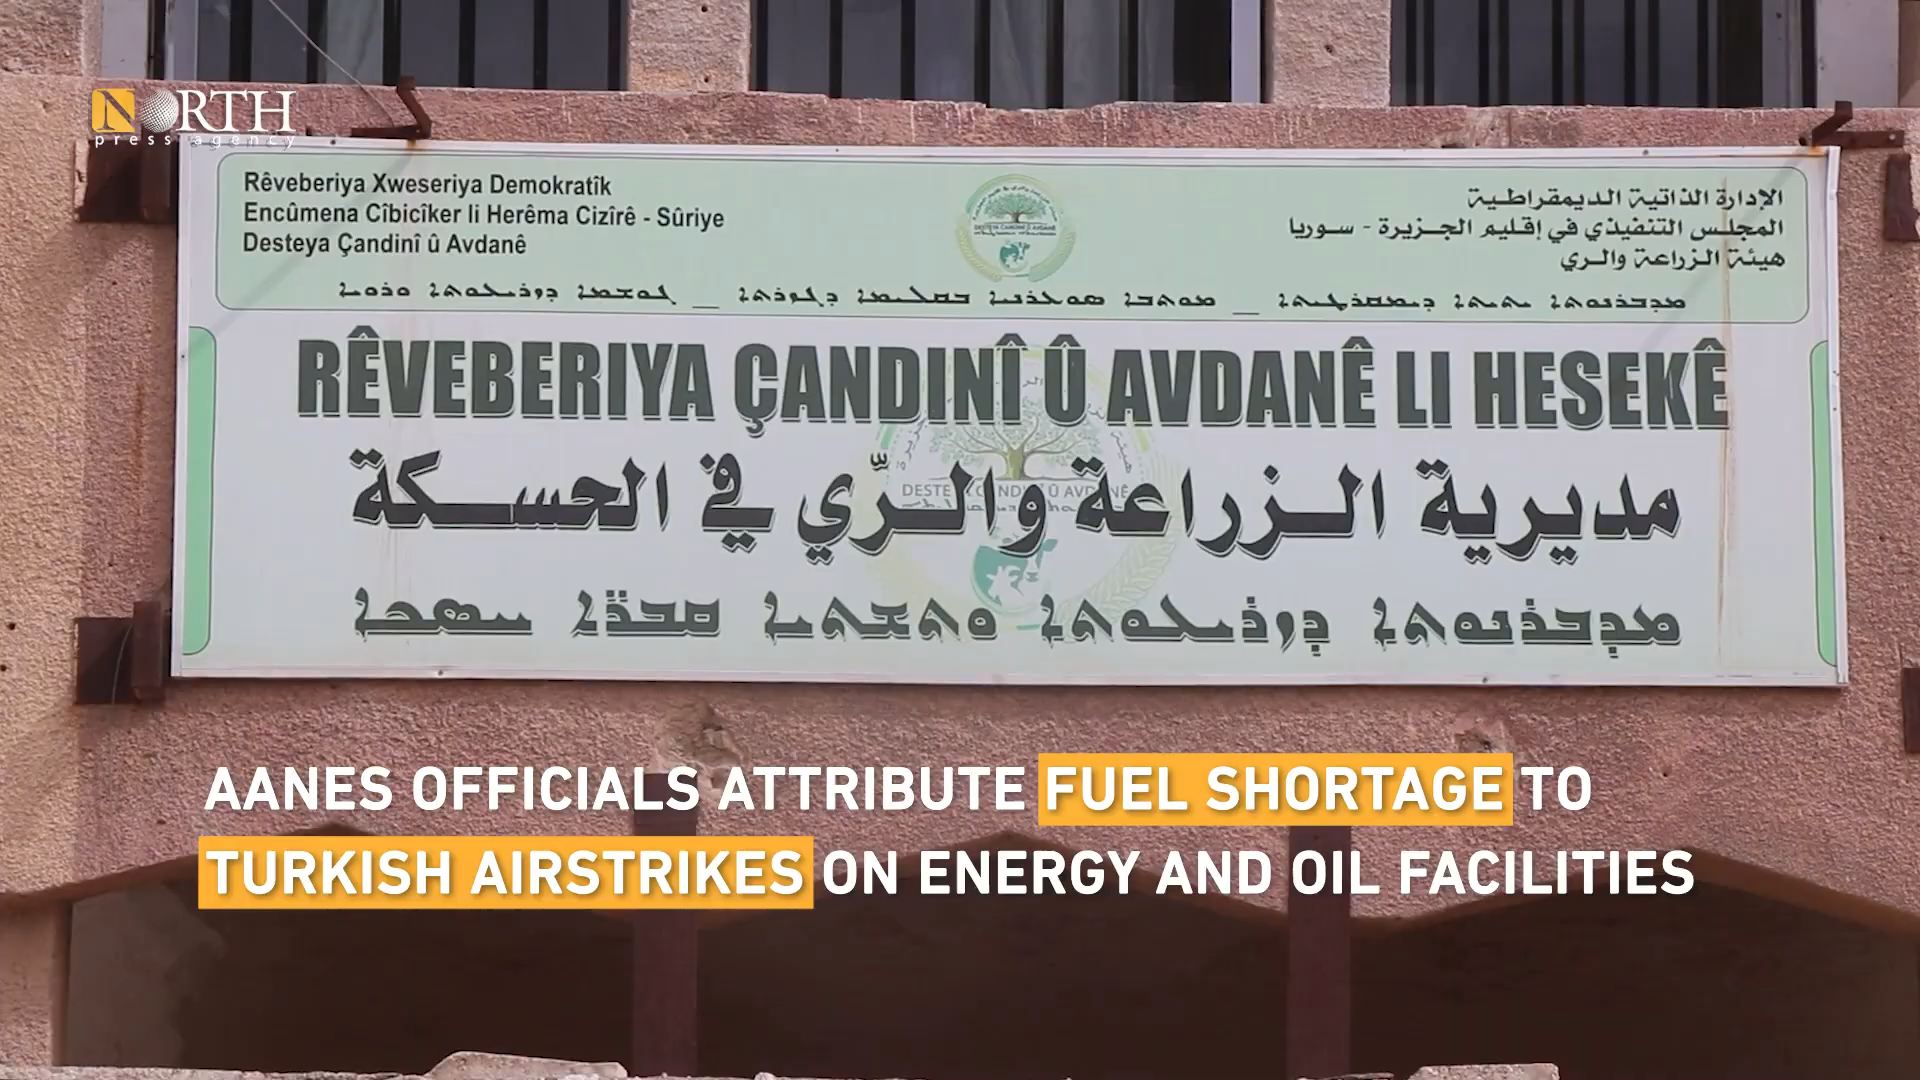 NORTH
press agency
Rêveberiya Xweseriya Demokratîk
Encûmena Cîbicîker li Herêma Cizîrê - Sûriye
Desteya Çandinî û Avdanê
الإدارة الذاتية الديمقراطية
المجلس التنفيذي في إقليم الجزيرة - سوريا
هيئة الزراعة والري
RÊVEBERIYA ÇANDINÎ Û AVDANÊ LI HESEKÊ
مديرية الزراعة والرّي في الحسكة
AANES OFFICIALS ATTRIBUTE FUEL SHORTAGE TO
TURKISH AIRSTRIKES ON ENERGY AND OIL FACILITIES